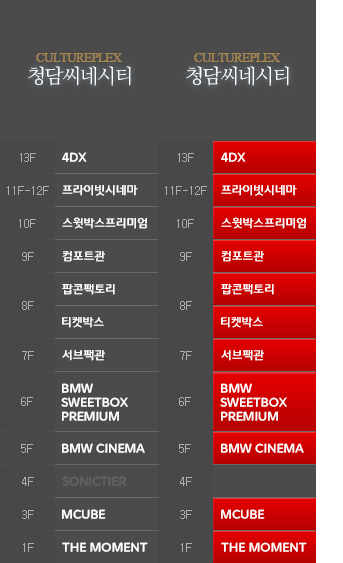 CULTUREPLEX CULTUREPLEX
청담씨네시티 청담씨네시티
13F 4DX 13F 4DX
11F-12F 프라이빗시네마 11F-12F 프라이빗시네마
10F 스윗박스프리미엄 10F 스윗박스프리미엄
9F 컴포트관 9F 컴포트관
8F 팝콘팩토리 8F 팝콘팩토리
티켓박스 티켓박스
7F 서브팩관 7F 서브팩관
6F BMW 6F BMW
SWEETBOX SWEETBOX
PREMIUM PREMIUM
5F BMW CINEMA 5F BMW CINEMA
4F SONICTIER 4F
3F MCUBE 3F MCUBE
1F THE MOMENT 1F THE MOMENT